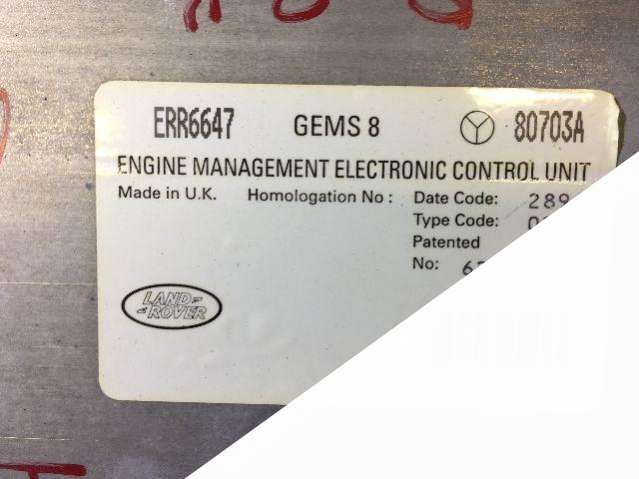 ERR6647 GEMS 8 80703A
ENGINE MANAGEMENT ELECTRONIC CONTROL UNIT
Made in U.K. Homologation No : Date Code: 289
Type Code:
Patented
No:
LAND
ROVER